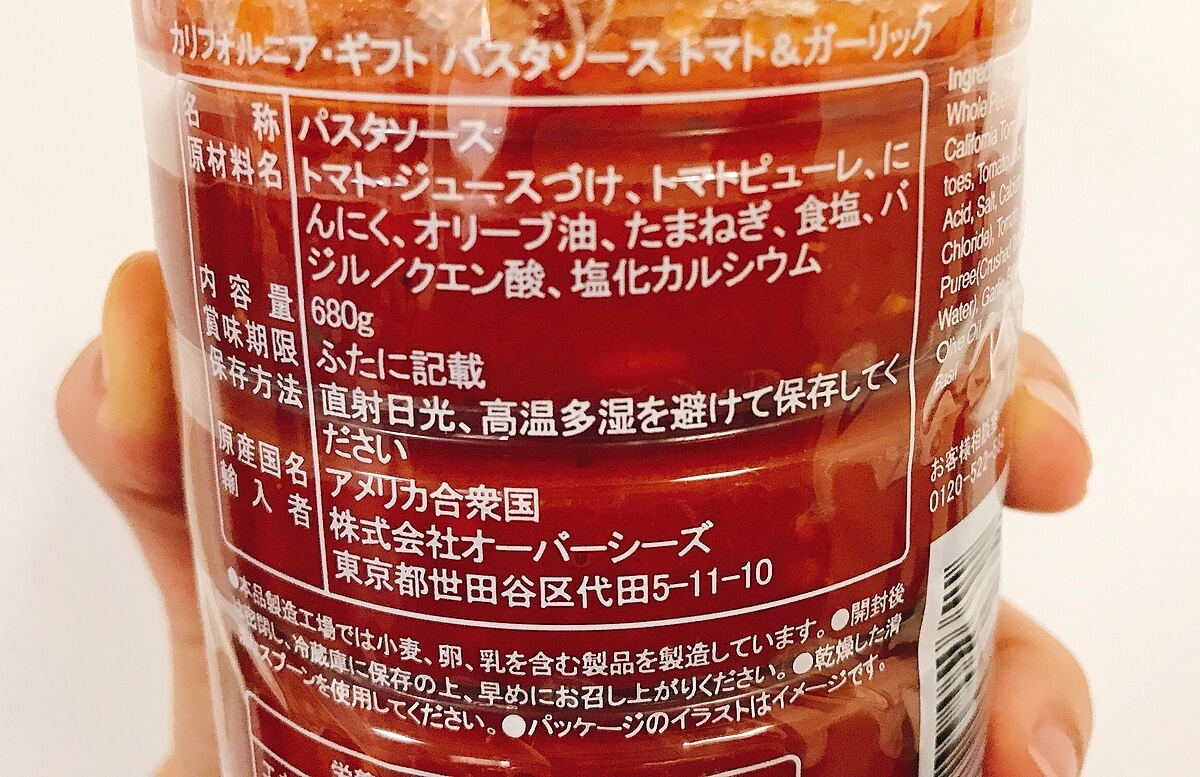 カリフォルニア・ギフト パスタソース トマト&ガーリック
名 称 パスタソース
原材料名 トマト・ジュースづけ、トマトピューレ、に
んにく、オリーブ油、たまねぎ、食塩、バ
ジル／クエン酸、塩化カルシウム
内容量 680g
賞味期限 ふたに記載
保存方法 直射日光、高温多湿を避けて保存してく
ださい
原産国名 アメリカ合衆国
輸入者 株式会社オーバーシーズ
東京都世田谷区代田5-11-10
●本品製造工場では小麦、卵、乳を含む製品を製造しています。●開封後
密閉し、冷蔵庫に保存の上、早めにお召し上がりください。●乾燥した清
スプーンを使用してください。●パッケージのイラストはイメージです。
Whole
California
toes,
Acid, Salt,
Chloride),
Puree(Crushed
Water),
Olive
お客様相談室
0120-522-